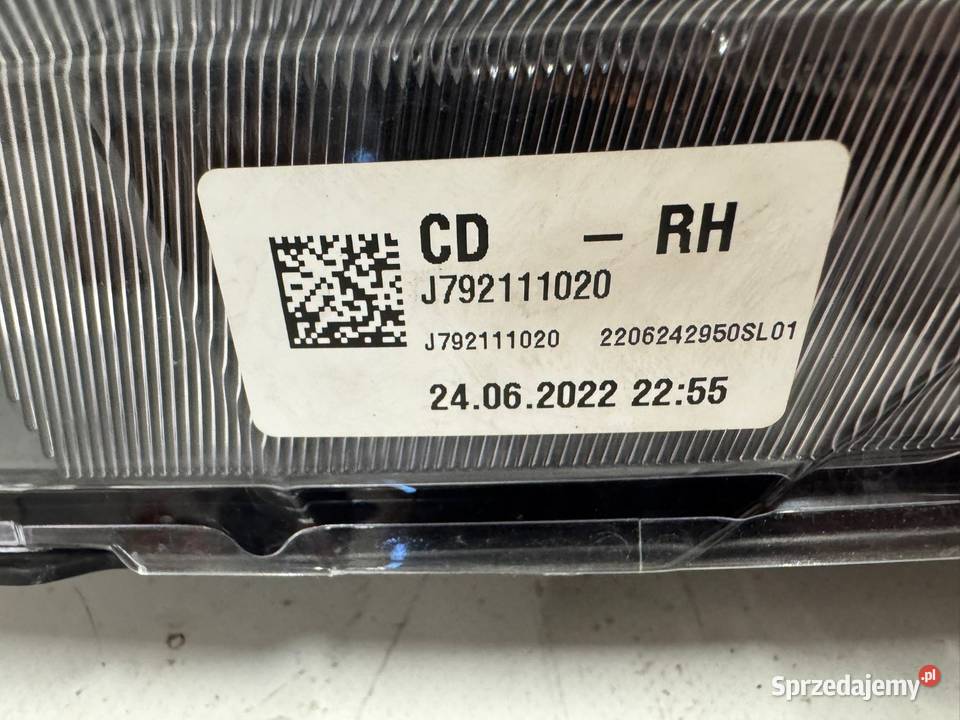 CD – RH
J792111020
J792111020 2206242950SL01
24.06.2022 22:55
Sprzedajemy.pl